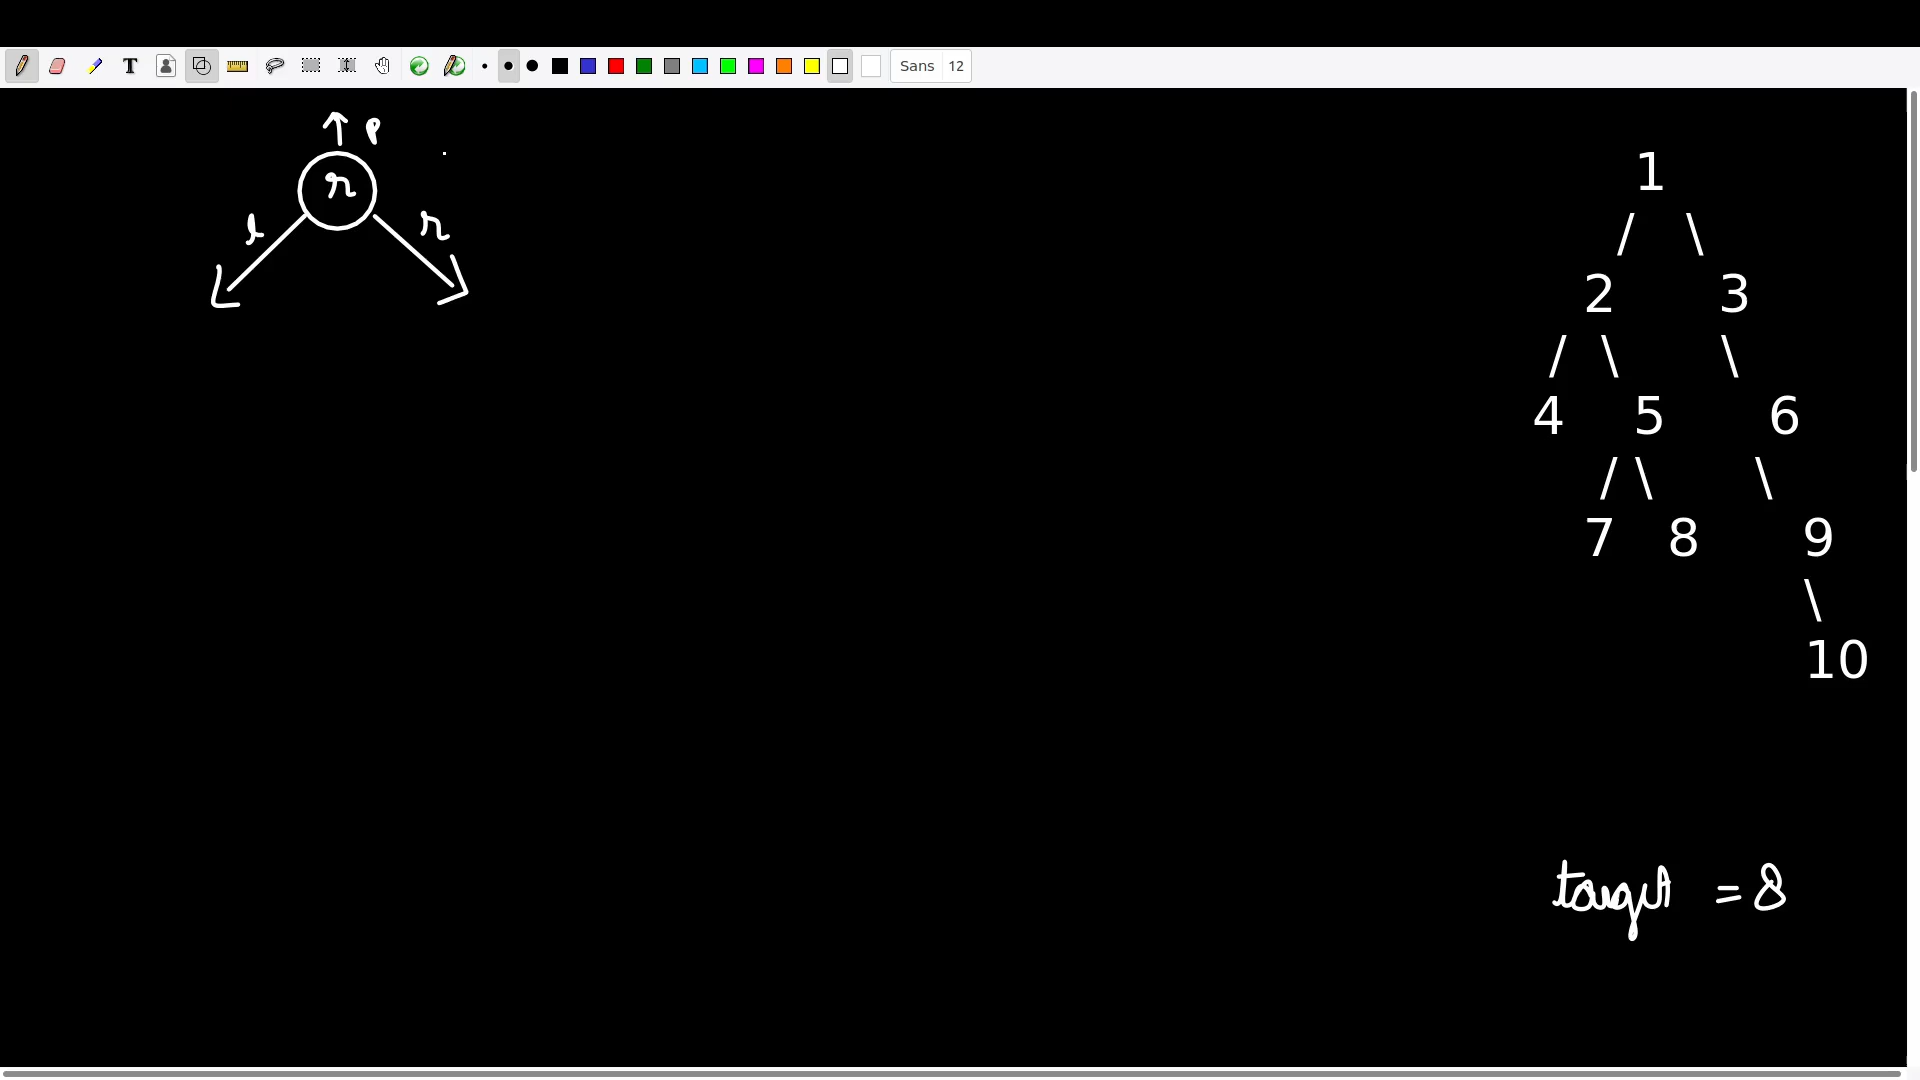 T Sans 12
P
r
l r
1
/ \
2 3
/ \ \
4 5 6
/ \ \
7 8 9
\
10
target = 8